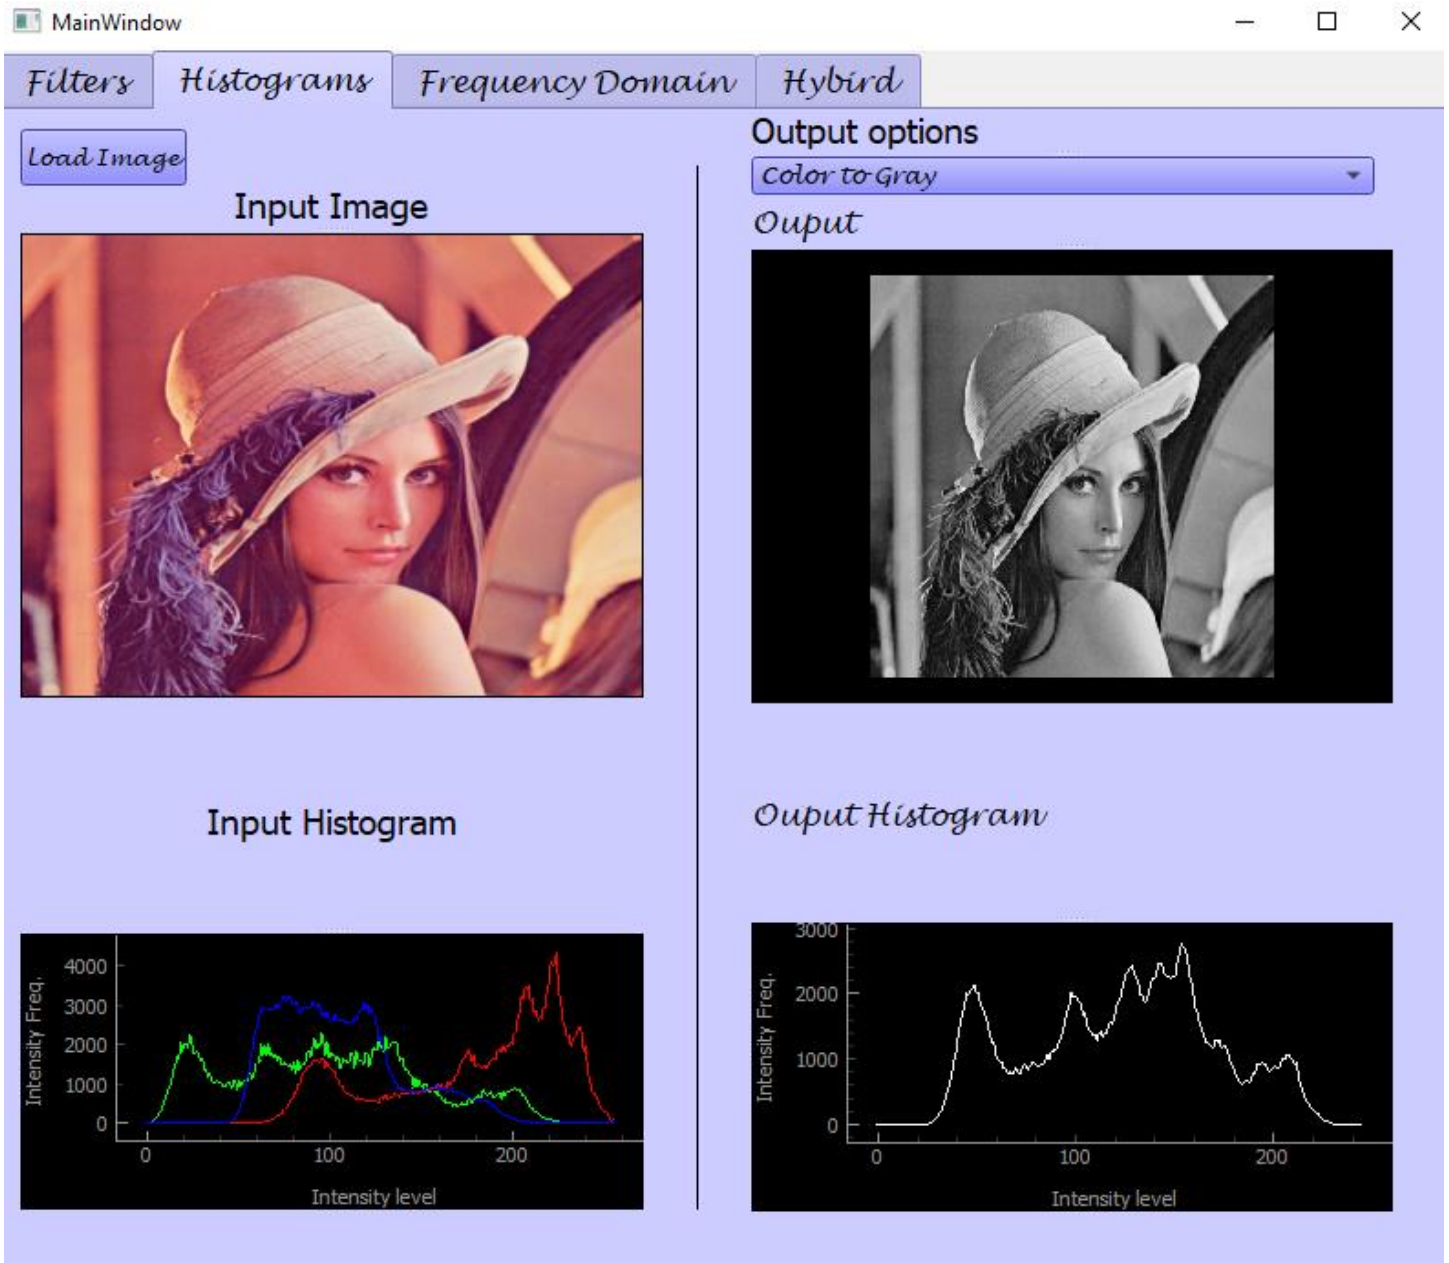 MainWindow
Filters Histograms Frequency Domain Hybird
Load Image
Input Image
Output options
Color to Gray
Ouput
Input Histogram
Intensity Freq.
4000
3000
2000
1000
0
0 100 200
Intensity level
Ouput Histogram
Intensity Freq.
3000
2000
1000
0
0 100 200
Intensity level